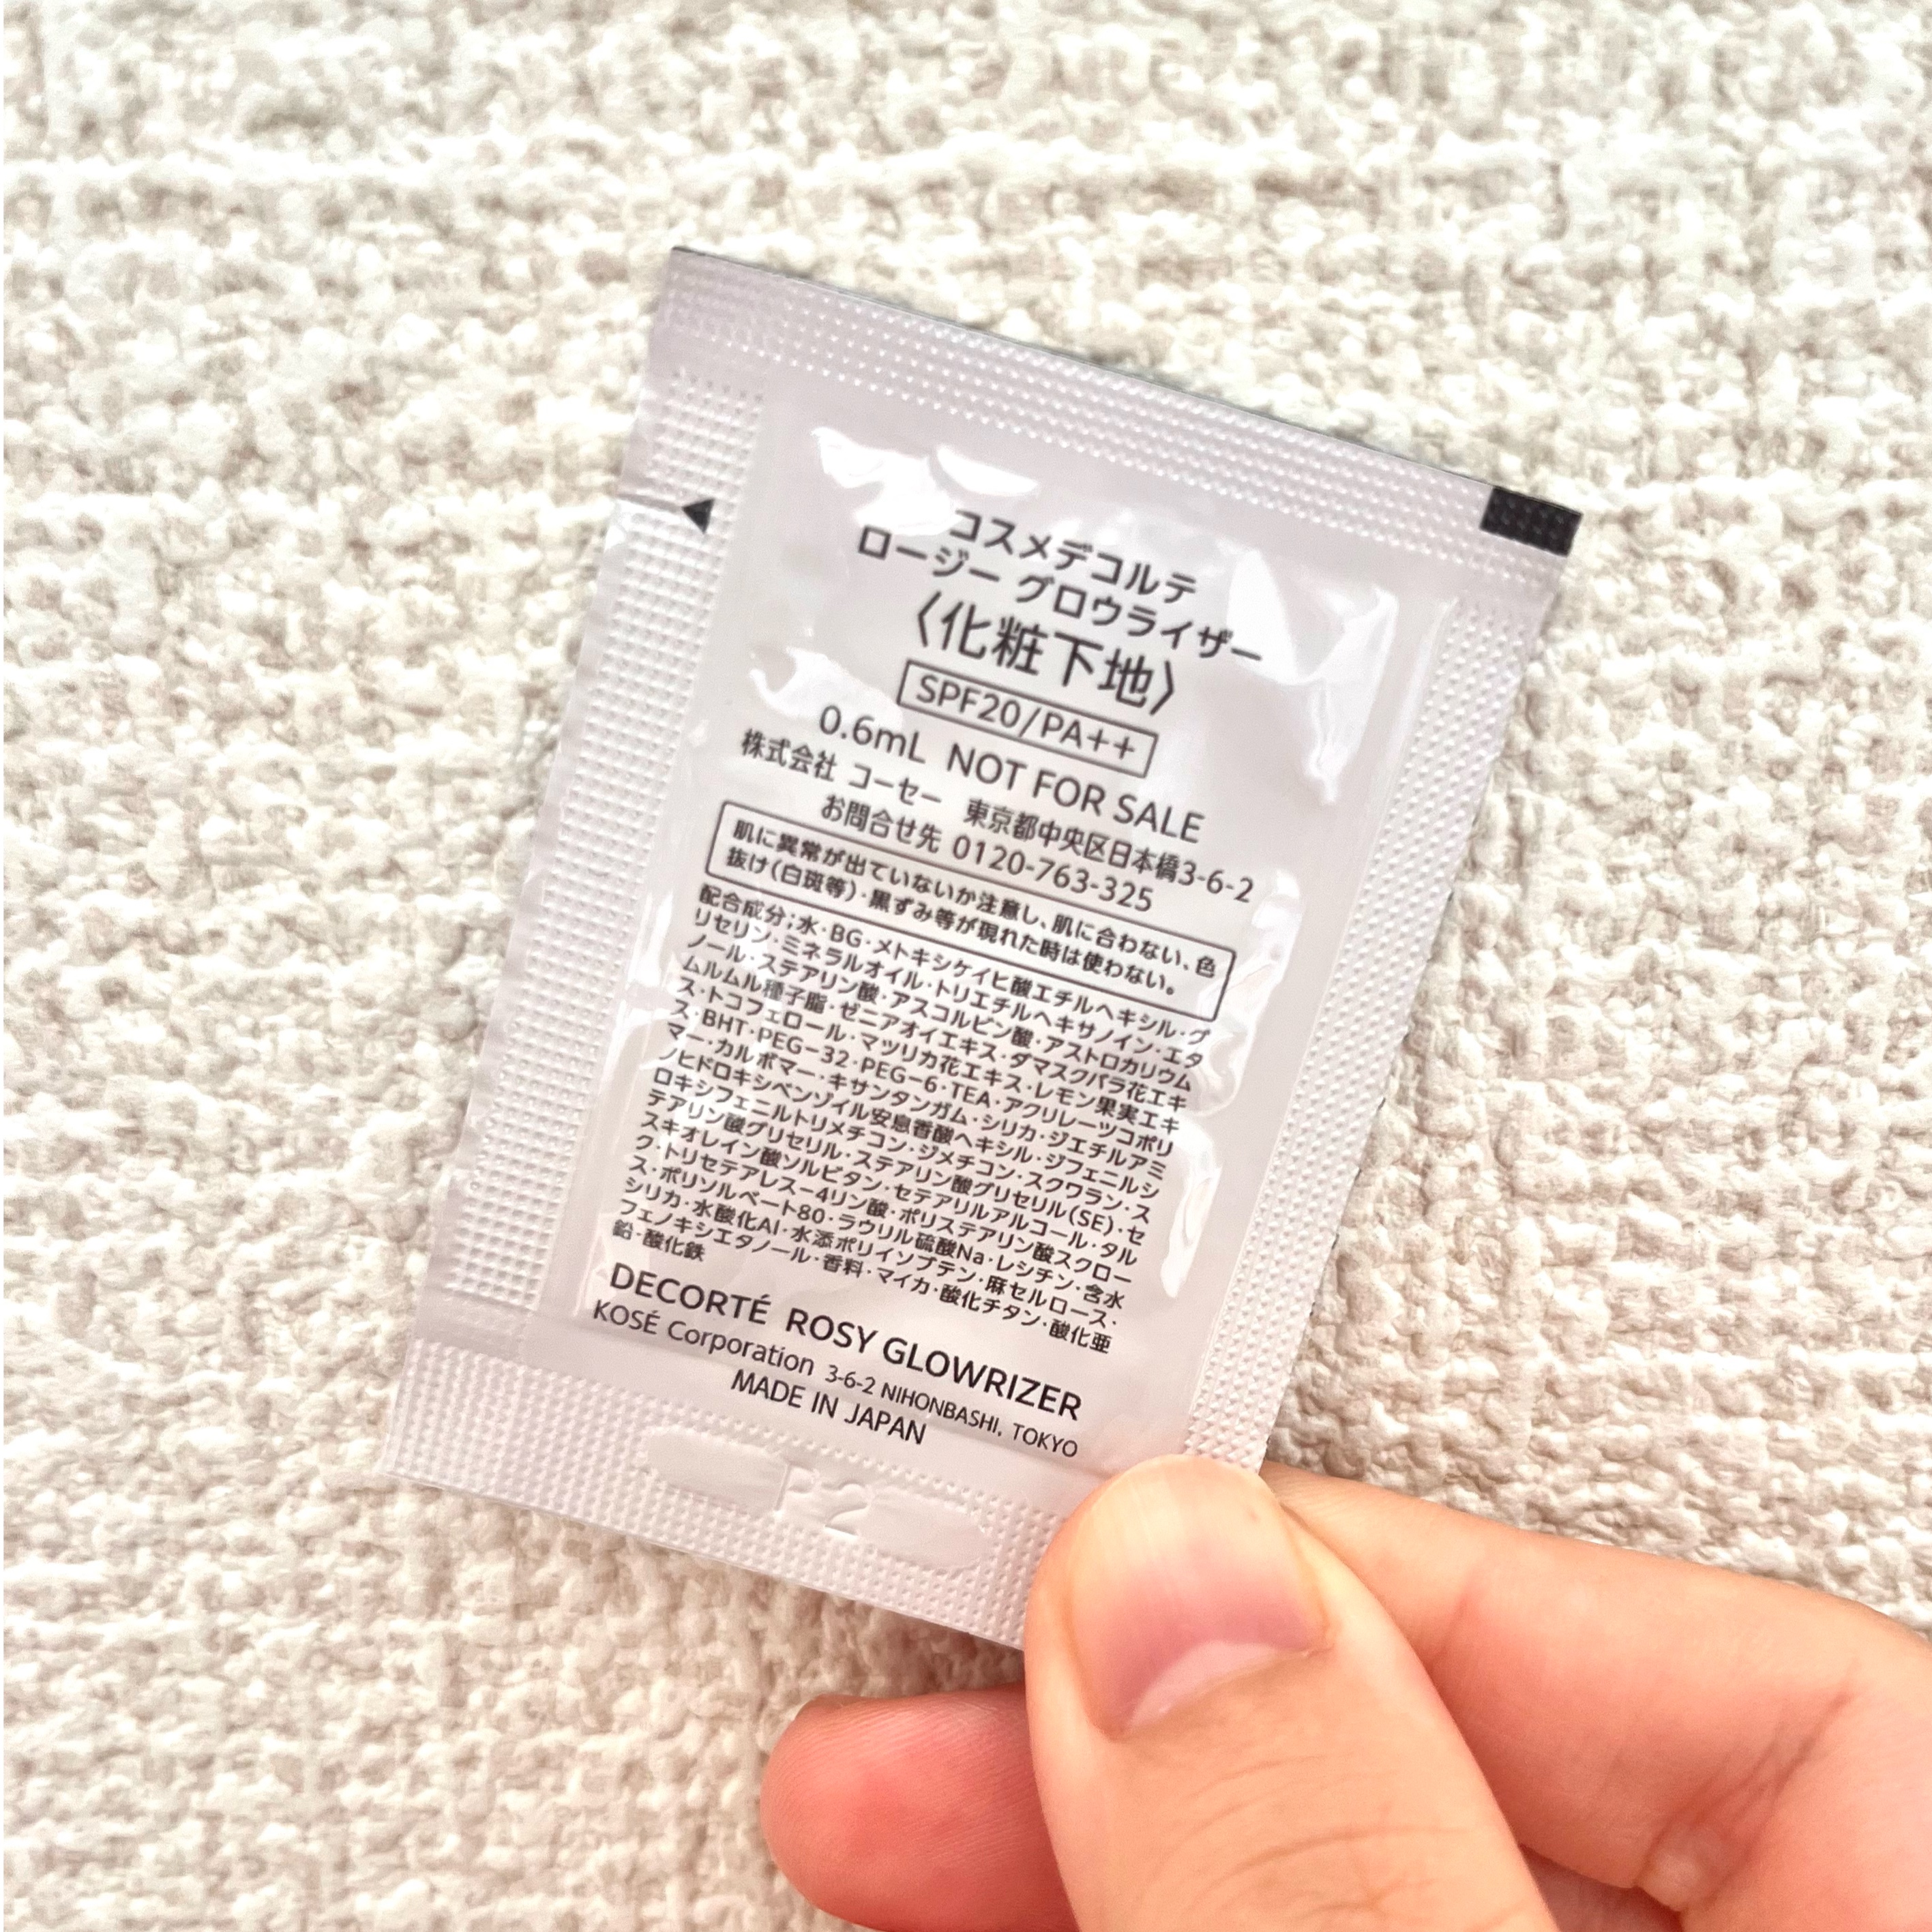 コスメデコルテ
ロージー グロウライザー
〈化粧下地〉
SPF20/PA++
0.6mL NOT FOR SALE
株式会社 コーセー 東京都中央区日本橋3-6-2
お問合せ先 0120-763-325
肌に異常が出ていないか注意し、肌に合わない、色
抜け(白斑等)・黒ずみ等が現れた時は使わない。
配合成分;水・BG・メトキシケイヒ酸エチルヘキシル・グ
リセリン・ミネラルオイル・トリエチルヘキサノイン・エタ
ノール・ステアリン酸・アスコルビン酸・アストロカリウム
ムルムル種子脂・ゼニアオイエキス・ダマスクバラ花エキ
ス・トコフェロール・マツリカ花エキス・レモン果実エキ
ス・BHT・PEG-32・PEG-6・TEA・アクリレーツコポリ
マー・カルボマー・キサンタンガム・シリカ・ジエチルアミ
ノヒドロキシベンゾイル安息香酸ヘキシル・ジフェニルシ
ロキシフェニルトリメチコン・ジメチコン・スクワラン・ス
テアリン酸グリセリル・ステアリン酸グリセリル(SE)・セ
スキオレイン酸ソルビタン・セテアリルアルコール・タル
ク・トリセテアレス-4リン酸・ポリステアリン酸スクロー
ス・ポリソルベート80・ラウリル硫酸Na・レシチン・含水
シリカ・水酸化Al・水添ポリイソブテン・麻セルロース・
フェノキシエタノール・香料・マイカ・酸化チタン・酸化亜
鉛・酸化鉄
DECORTÉ ROSY GLOWRIZER
KOSÉ Corporation 3-6-2 NIHONBASHI, TOKYO
MADE IN JAPAN